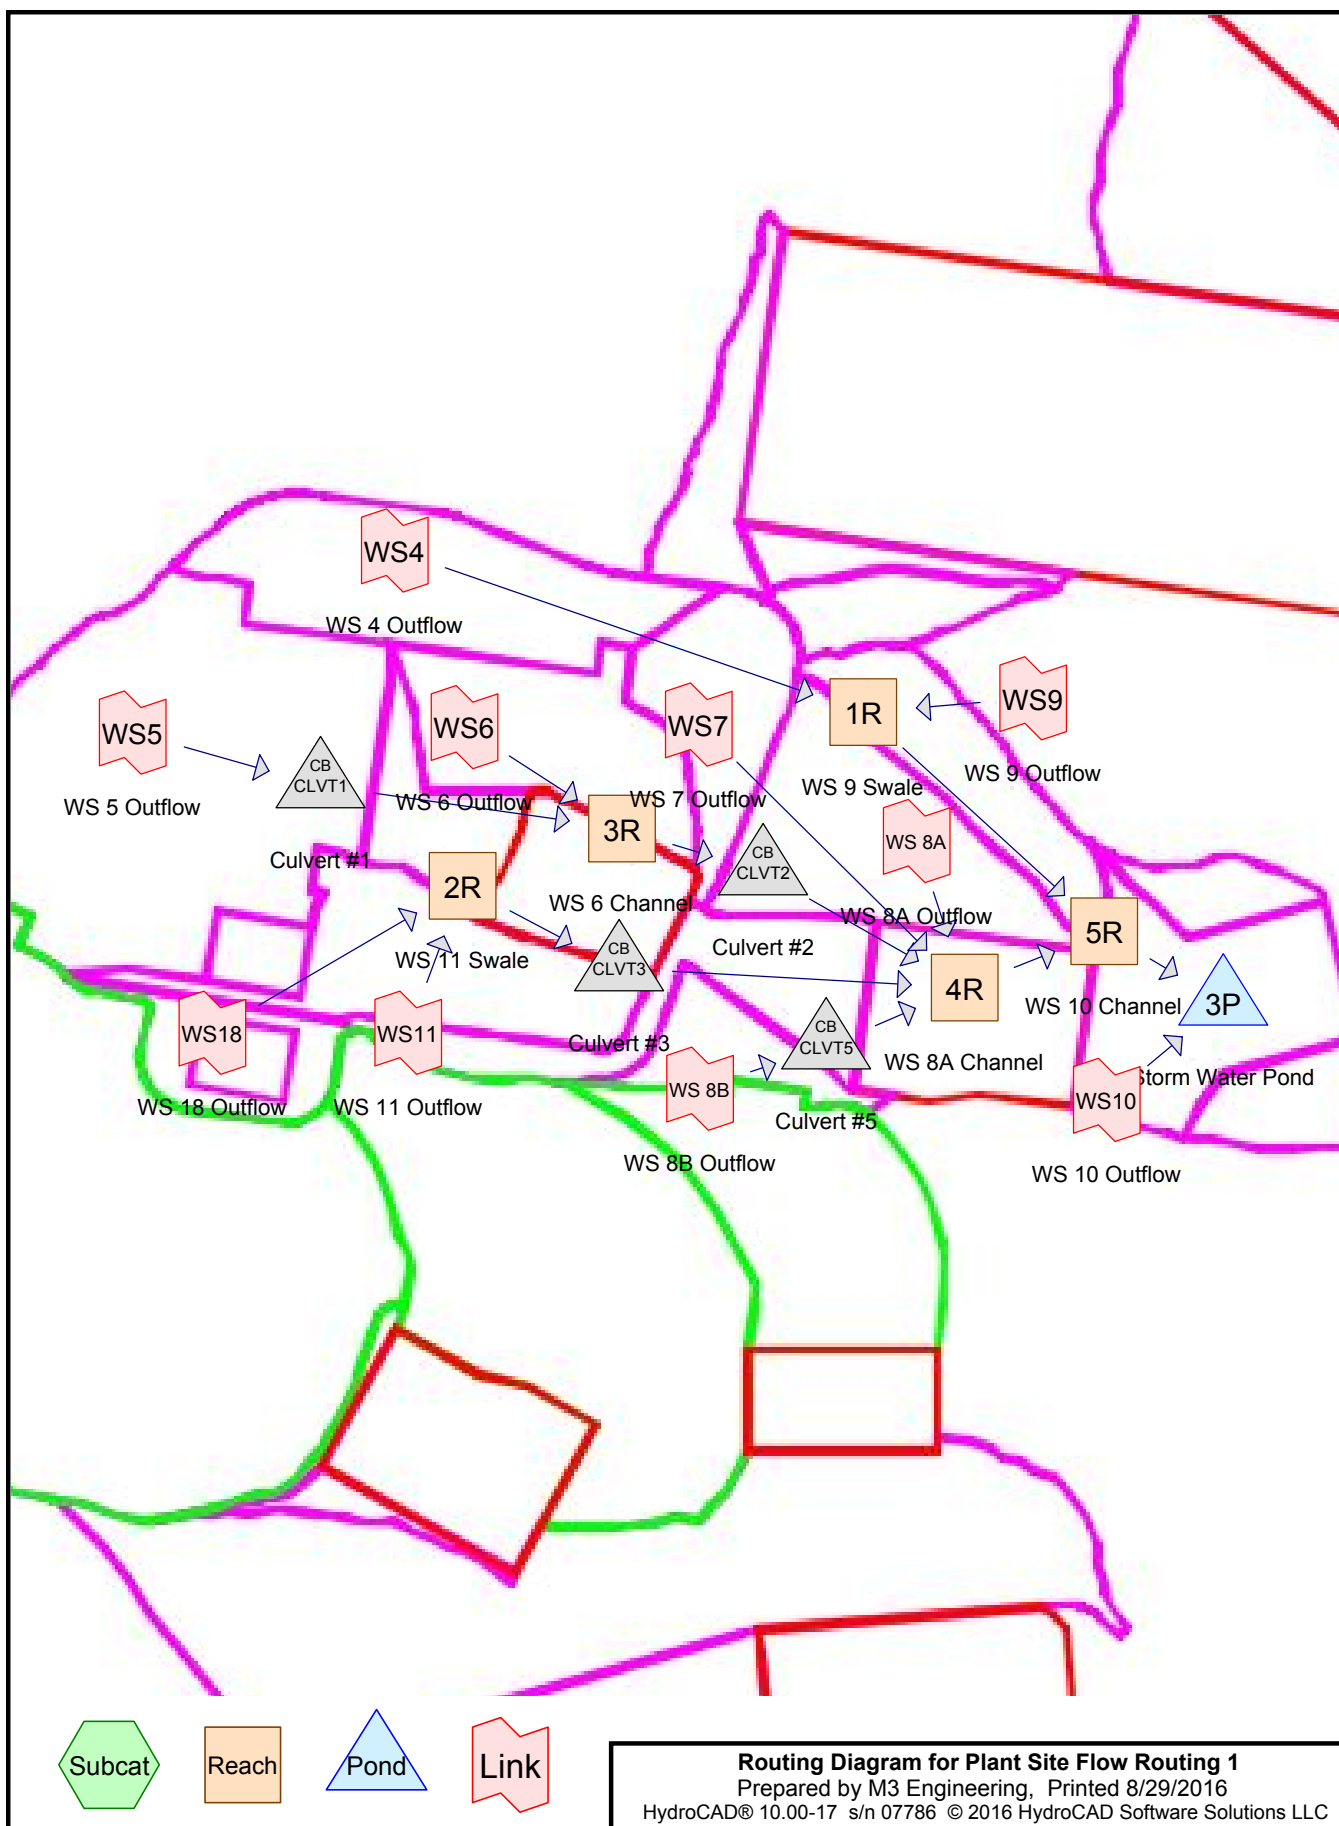 WS4
WS 4 Outflow
WS5
WS 5 Outflow
CB
CLVT1
Culvert #1
WS6
WS 6 Outflow
WS7
WS 7 Outflow
1R
WS 9 Swale
WS9
WS 9 Outflow
3R
WS 6 Channel
CB
CLVT2
Culvert #2
WS 8A
WS 8A Outflow
2R
WS 11 Swale
CB
CLVT3
Culvert #3
4R
WS 8A Channel
5R
WS 10 Channel
3P
Storm Water Pond
WS18
WS 18 Outflow
WS11
WS 11 Outflow
WS 8B
WS 8B Outflow
CB
CLVT5
Culvert #5
WS10
WS 10 Outflow
Subcat
Reach
Pond
Link
Routing Diagram for Plant Site Flow Routing 1
Prepared by M3 Engineering, Printed 8/29/2016
HydroCAD® 10.00-17 s/n 07786 © 2016 HydroCAD Software Solutions LLC